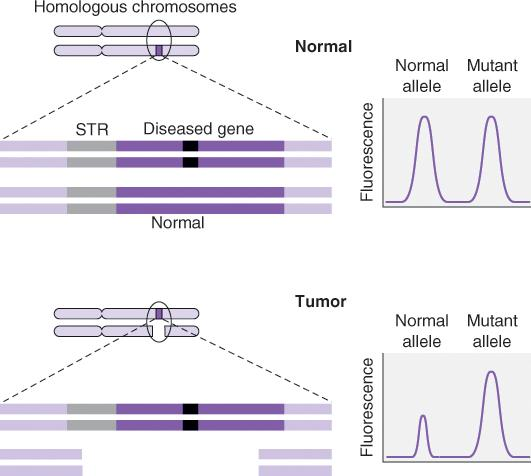 Homologous chromosomes
Normal
Normal
allele
Mutant
allele
Fluorescence
STR
Diseased gene
Normal
Tumor
Normal
allele
Mutant
allele
Fluorescence